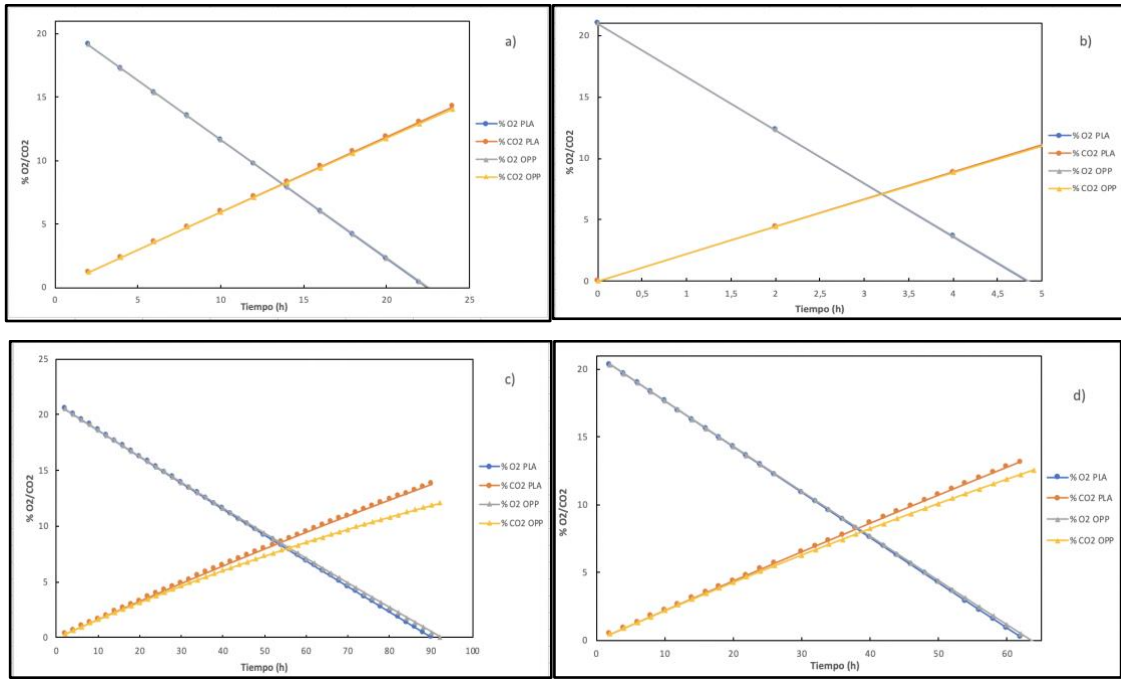 a)
20
15
10
5
0
% O2/CO2
0 5 10 15 20 25
Tiempo (h)
% O2 PLA
% CO2 PLA
% O2 OPP
% CO2 OPP
b)
20
15
10
5
0
% O2/CO2
0 0,5 1 1,5 2 2,5 3 3,5 4 4,5 5
Tiempo (h)
% O2 PLA
% CO2 PLA
% O2 OPP
% CO2 OPP
c)
25
20
15
10
5
0
% O2/CO2
0 10 20 30 40 50 60 70 80 90 100
Tiempo (h)
% O2 PLA
% CO2 PLA
% O2 OPP
% CO2 OPP
d)
20
15
10
5
0
% O2/CO2
0 10 20 30 40 50 60
Tiempo (h)
% O2 PLA
% CO2 PLA
% O2 OPP
% CO2 OPP